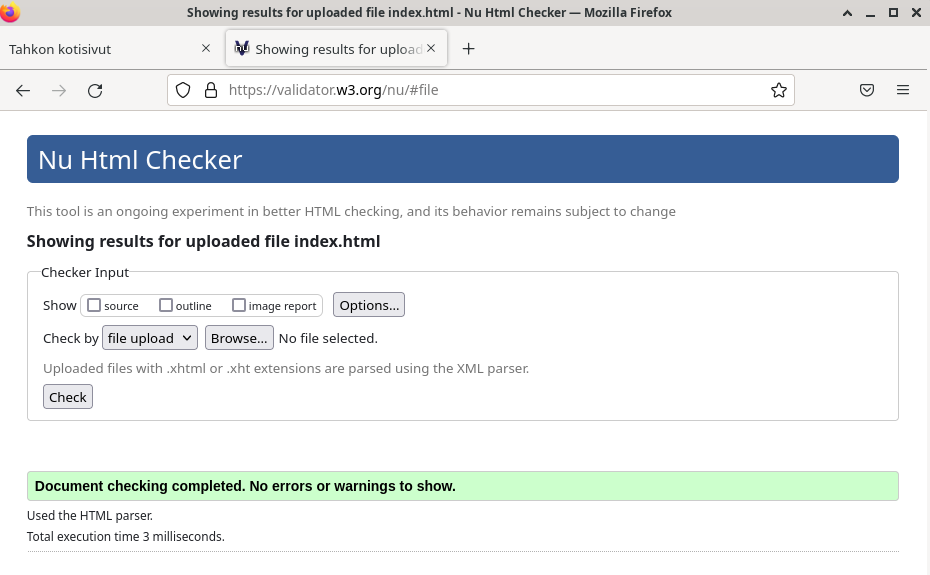 Showing results for uploaded file index.html - Nu Html Checker — Mozilla Firefox
Tahkon kotisivut
nu Showing results for upload
https://validator.w3.org/nu/#file
Nu Html Checker
This tool is an ongoing experiment in better HTML checking, and its behavior remains subject to change
Showing results for uploaded file index.html
Checker Input
Show source outline image report Options...
Check by file upload Browse... No file selected.
Uploaded files with .xhtml or .xht extensions are parsed using the XML parser.
Check
Document checking completed. No errors or warnings to show.
Used the HTML parser.
Total execution time 3 milliseconds.